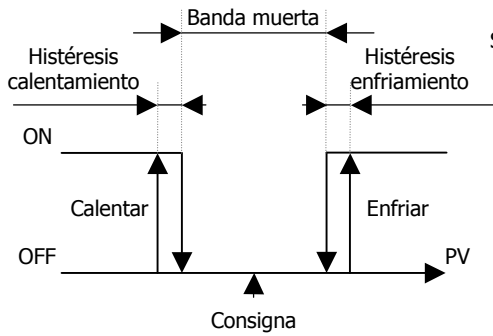 Banda muerta
S
Histéresis
calentamiento
Histéresis
enfriamiento
ON
Calentar
Enfriar
OFF
PV
Consigna